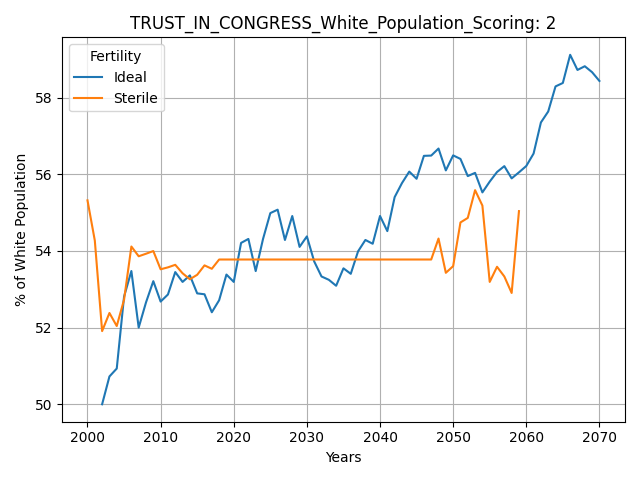 TRUST_IN_CONGRESS_White_Population_Scoring: 2
Fertility
Ideal
Sterile
% of White Population
58
56
54
52
50
2000 2010 2020 2030 2040 2050 2060 2070
Years